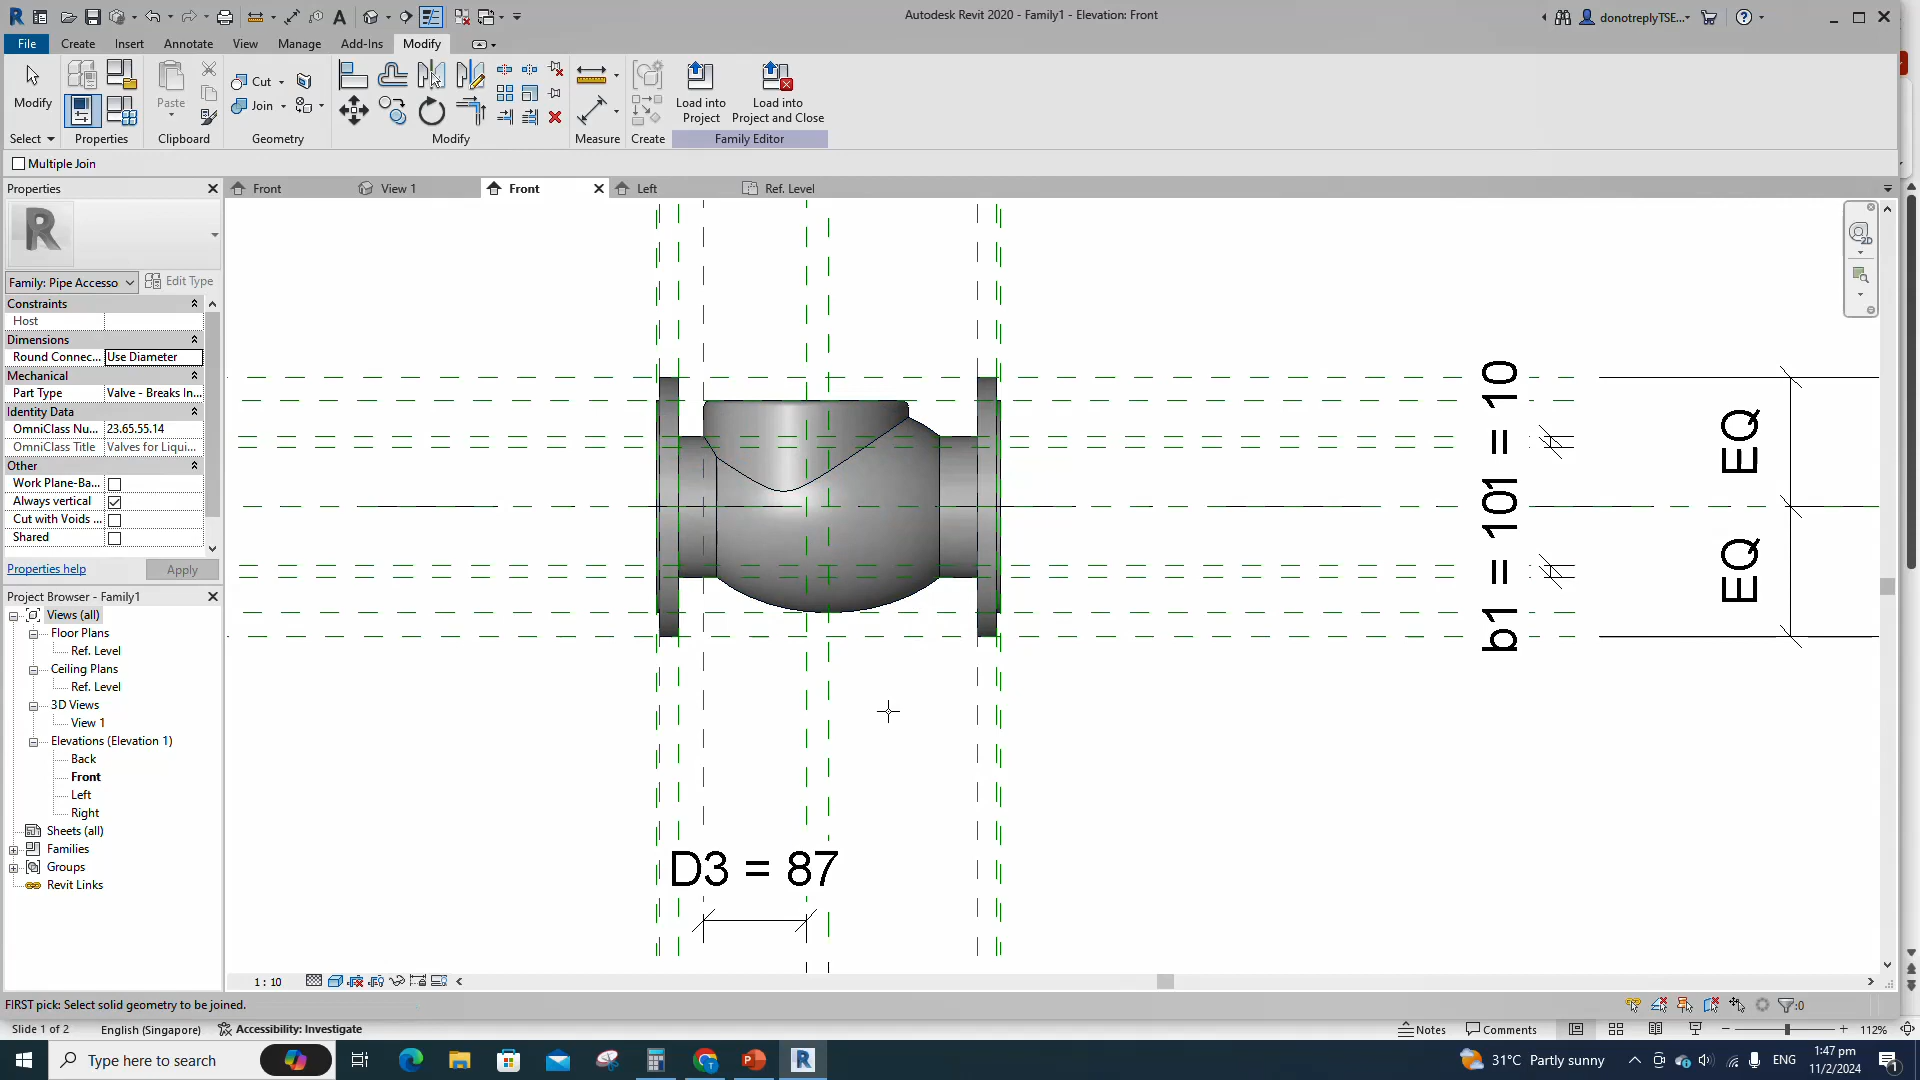 Autodesk Revit 2020 - Family1 - Elevation: Front
donotreplyTSE...
File Create Insert Annotate View Manage Add-Ins Modify
Modify
Paste
Cut
Join
Load into Project
Load into Project and Close
Select Properties Clipboard Geometry Modify Measure Create Family Editor
Multiple Join
Properties
Front View 1 Front Left Ref. Level
R
Family: Pipe Accesso
Edit Type
Constraints
Host
Dimensions
Round Connec... Use Diameter
Mechanical
Part Type Valve - Breaks In...
Identity Data
OmniClass Nu... 23.65.55.14
OmniClass Title Valves for Liqui...
Other
Work Plane-Ba...
Always vertical
Cut with Voids ...
Shared
Properties help
Apply
Project Browser - Family1
Views (all)
Floor Plans
Ref. Level
Ceiling Plans
Ref. Level
3D Views
View 1
Elevations (Elevation 1)
Back
Front
Left
Right
Sheets (all)
Families
Groups
Revit Links
b1 = 101 = 10
EQ
EQ
D3 = 87
2D
1 : 10
FIRST pick: Select solid geometry to be joined.
:0
Slide 1 of 2
English (Singapore)
Accessibility: Investigate
Notes
Comments
112%
Type here to search
31°C Partly sunny
ENG
1:47 pm
11/2/2024
1